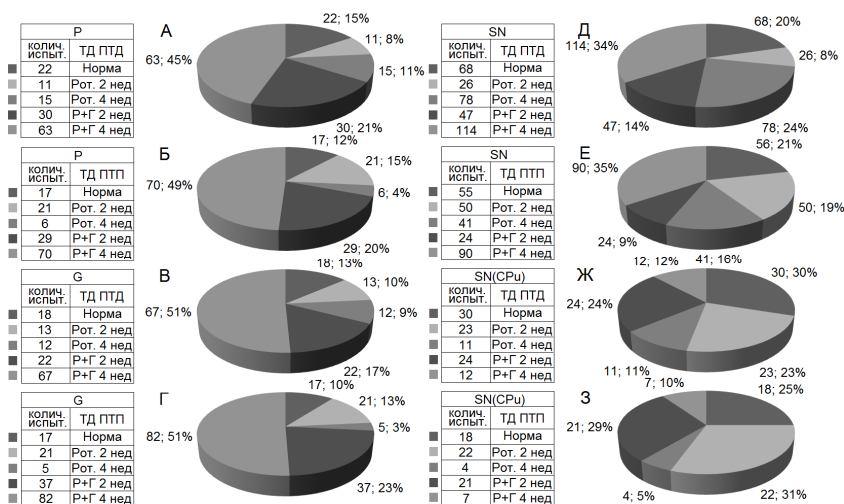 P
колич. испыт. ТД ПТД
22 Норма
11 Рот. 2 нед
15 Рот. 4 нед
30 Р+Г 2 нед
63 Р+Г 4 нед
А
22; 15%
11; 8%
15; 11%
30; 21%
63; 45%
P
колич. испыт. ТД ПТП
17 Норма
21 Рот. 2 нед
6 Рот. 4 нед
29 Р+Г 2 нед
70 Р+Г 4 нед
Б
17; 12%
21; 15%
6; 4%
29; 20%
70; 49%
G
колич. испыт. ТД ПТД
18 Норма
13 Рот. 2 нед
12 Рот. 4 нед
22 Р+Г 2 нед
67 Р+Г 4 нед
В
18; 13%
13; 10%
12; 9%
22; 17%
67; 51%
G
колич. испыт. ТД ПТП
17 Норма
21 Рот. 2 нед
5 Рот. 4 нед
37 Р+Г 2 нед
82 Р+Г 4 нед
Г
17; 10%
21; 13%
5; 3%
37; 23%
82; 51%
SN
колич. испыт. ТД ПТД
68 Норма
26 Рот. 2 нед
78 Рот. 4 нед
47 Р+Г 2 нед
114 Р+Г 4 нед
Д
68; 20%
26; 8%
78; 24%
47; 14%
114; 34%
SN
колич. испыт. ТД ПТП
55 Норма
50 Рот. 2 нед
41 Рот. 4 нед
24 Р+Г 2 нед
90 Р+Г 4 нед
Е
56; 21%
50; 19%
41; 16%
24; 9%
90; 35%
SN(CPu)
колич. испыт. ТД ПТД
30 Норма
23 Рот. 2 нед
11 Рот. 4 нед
24 Р+Г 2 нед
12 Р+Г 4 нед
Ж
30; 30%
23; 23%
11; 11%
24; 24%
12; 12%
SN(CPu)
колич. испыт. ТД ПТП
18 Норма
22 Рот. 2 нед
4 Рот. 4 нед
21 Р+Г 2 нед
7 Р+Г 4 нед
З
18; 25%
22; 31%
4; 5%
21; 29%
7; 10%